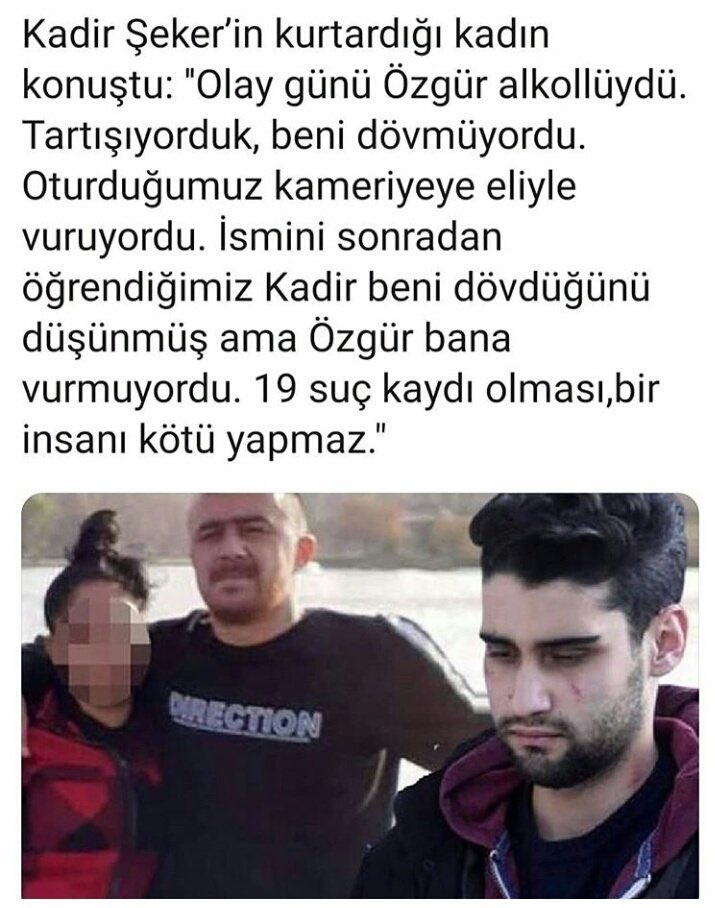 Kadir Şeker’in kurtardığı kadın
konuştu: "Olay günü Özgür alkollüydü.
Tartışıyorduk, beni dövmüyordu.
Oturduğumuz kameriyeye eliyle
vuruyordu. İsmini sonradan
öğrendiğimiz Kadir beni dövdüğünü
düşünmüş ama Özgür bana
vurmuyordu. 19 suç kaydı olması,bir
insanı kötü yapmaz."
DIRECTION